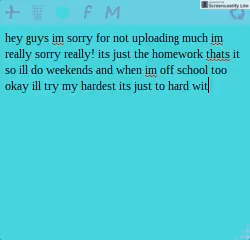 f M
Screencastify Lite
hey guys im sorry for not uploading much im
really sorry really! its just the homework thats it
so ill do weekends and when im off school too
okay ill try my hardest its just to hard wit